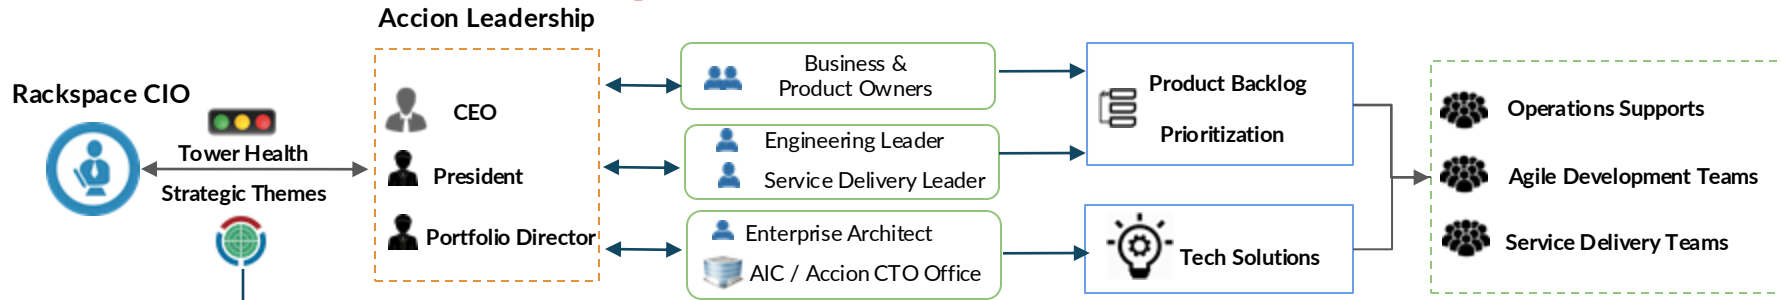 Accion Leadership
Rackspace CIO
Tower Health
Strategic Themes
CEO
President
Portfolio Director
Business &
Product Owners
Engineering Leader
Service Delivery Leader
Enterprise Architect
AIC / Accion CTO Office
Product Backlog
Prioritization
Tech Solutions
Operations Supports
Agile Development Teams
Service Delivery Teams